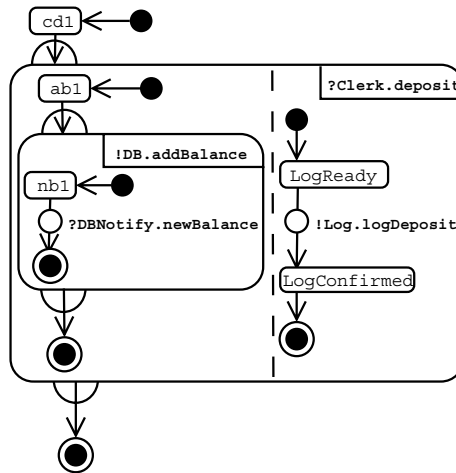 cd1
ab1
?Clerk.deposit
!DB.addBalance
nb1
LogReady
?DBNotify.newBalance
!Log.logDeposit
LogConfirmed